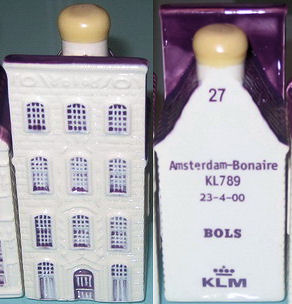 27
Amsterdam-Bonaire
KL789
23-4-00
BOLS
KLM